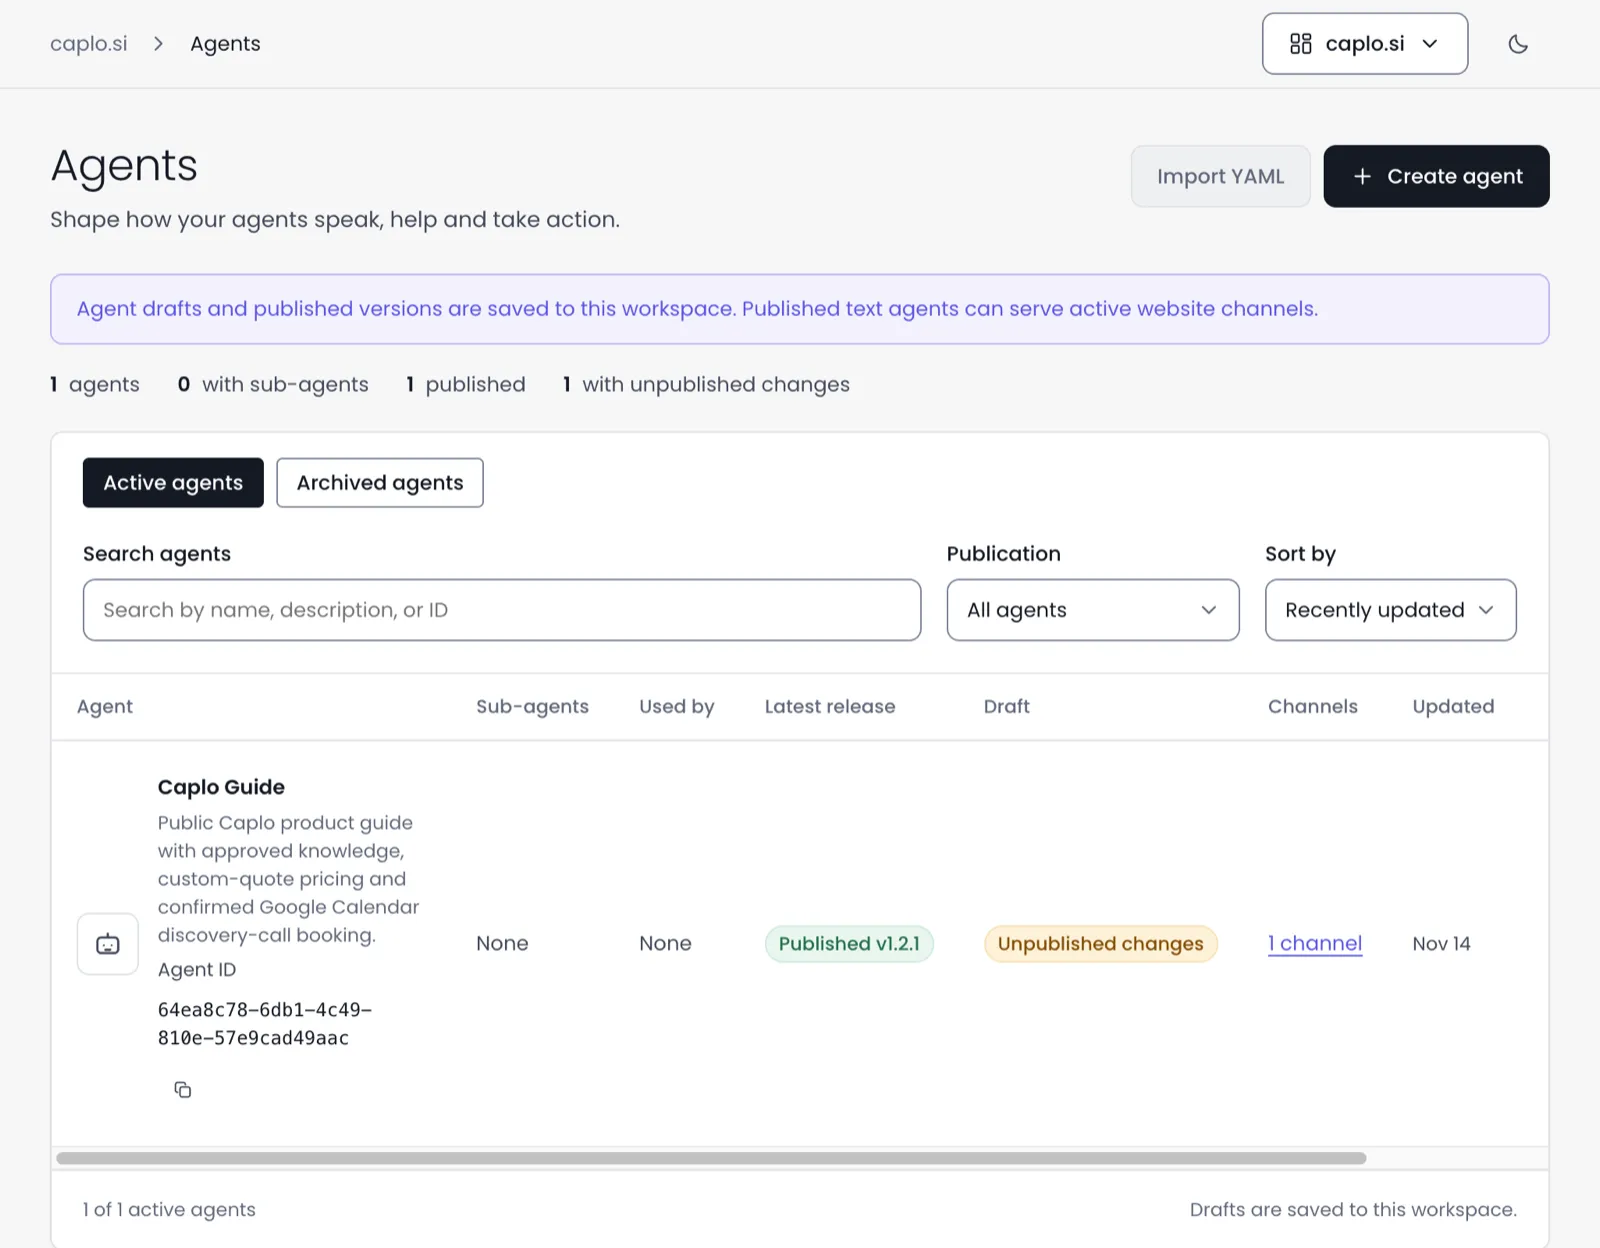 caplo.si > Agents
caplo.si
Agents
Import YAML
+ Create agent
Shape how your agents speak, help and take action.
Agent drafts and published versions are saved to this workspace. Published text agents can serve active website channels.
1 agents 0 with sub-agents 1 published 1 with unpublished changes
Active agents Archived agents
Search agents Publication Sort by
Search by name, description, or ID All agents Recently updated
Agent Sub-agents Used by Latest release Draft Channels Updated
Caplo Guide
Public Caplo product guide
with approved knowledge,
custom-quote pricing and
confirmed Google Calendar
discovery-call booking.
Agent ID
64ea8c78-6db1-4c49-
810e-57e9cad49aac
None None Published v1.2.1 Unpublished changes 1 channel Nov 14
1 of 1 active agents Drafts are saved to this workspace.